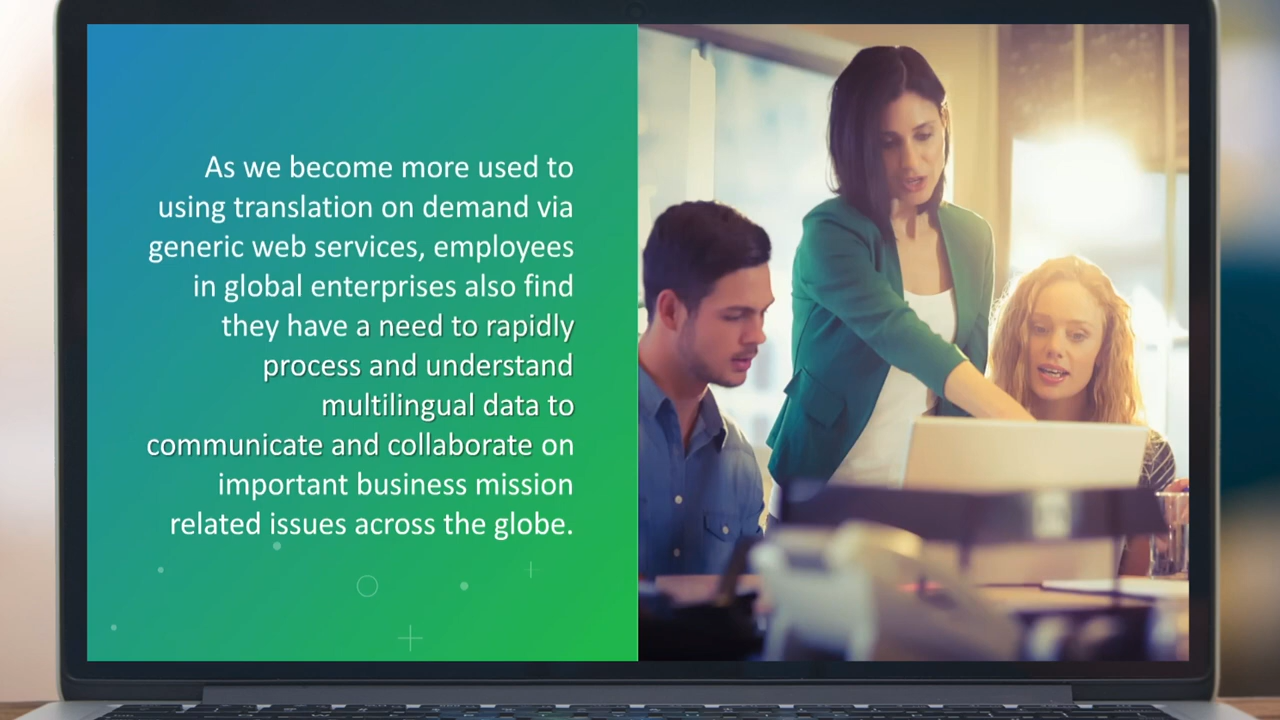 As we become more used to
using translation on demand via
generic web services, employees
in global enterprises also find
they have a need to rapidly
process and understand
multilingual data to
communicate and collaborate on
important business mission
related issues across the globe.